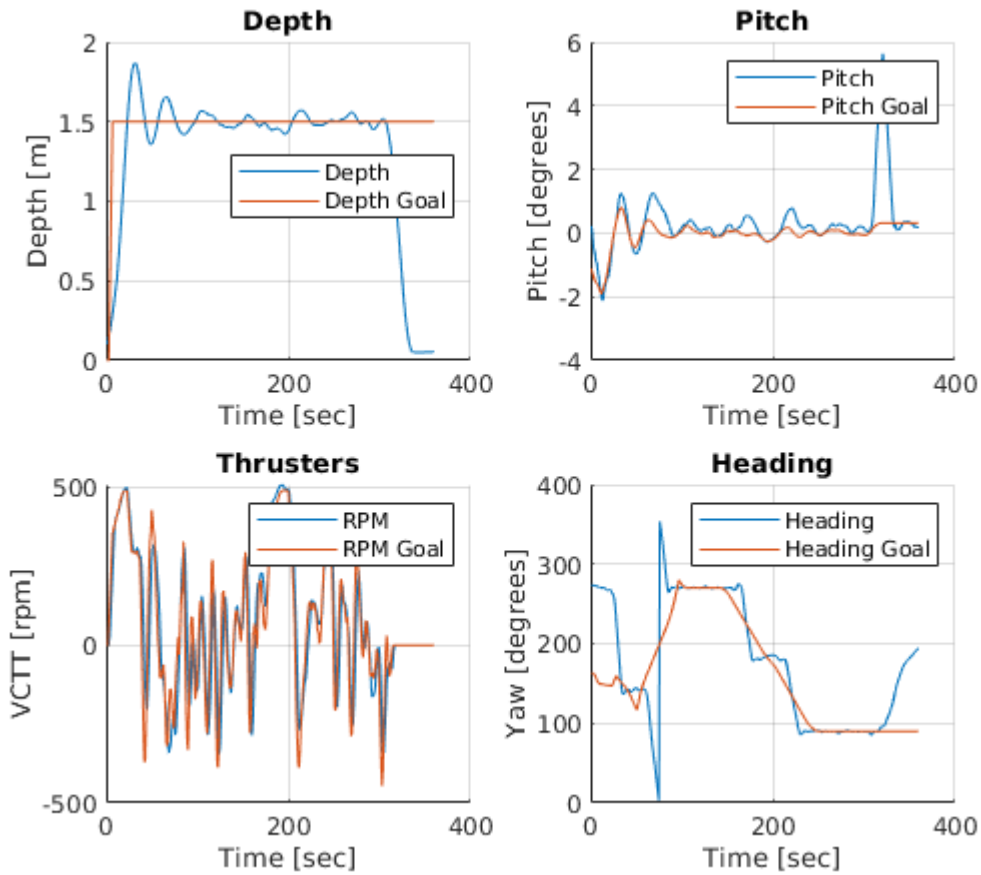 Depth
2
1.5
1
0.5
0
Depth [m]
Depth
Depth Goal
0
200
400
Time [sec]
Pitch
6
4
2
0
-2
-4
Pitch [degrees]
Pitch
Pitch Goal
0
200
400
Time [sec]
Thrusters
500
0
-500
VCTT [rpm]
RPM
RPM Goal
0
200
400
Time [sec]
Heading
400
300
200
100
0
Yaw [degrees]
Heading
Heading Goal
0
200
400
Time [sec]